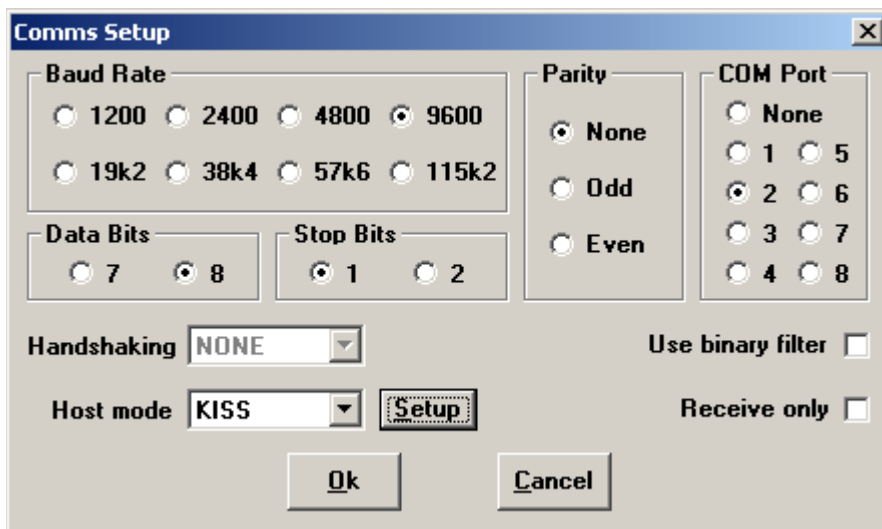 Comms Setup
Baud Rate
1200 2400 4800 9600
19k2 38k4 57k6 115k2
Data Bits
7 8
Stop Bits
1 2
Parity
None
Odd
Even
COM Port
None
1 5
2 6
3 7
4 8
Handshaking NONE
Use binary filter
Host mode KISS Setup
Receive only
Ok Cancel